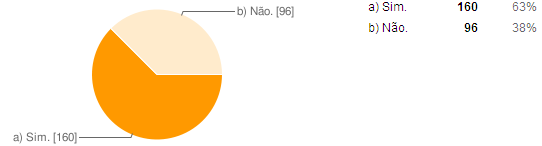 b) Não. [96]
a) Sim. [160]
a) Sim. 160 63%
b) Não. 96 38%